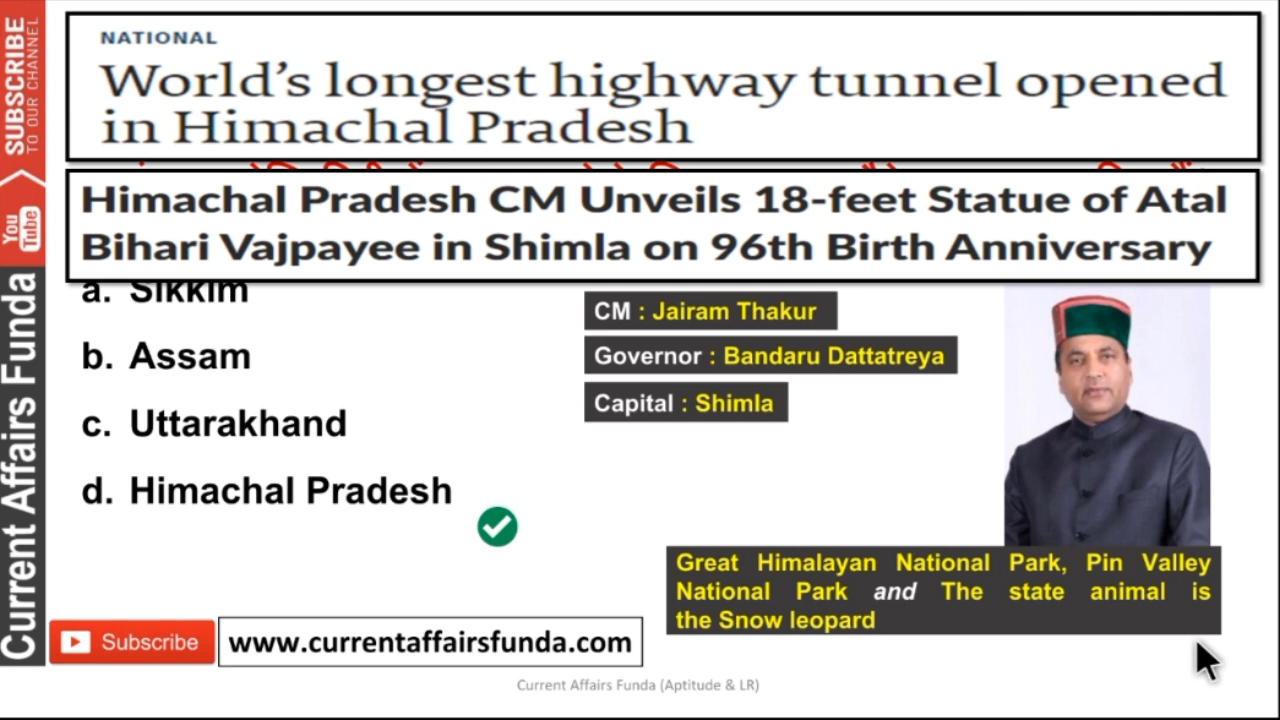 SUBSCRIBE
TO OUR CHANNEL
You
Tube
Current Affairs Funda
NATIONAL
World's longest highway tunnel opened
in Himachal Pradesh
Himachal Pradesh CM Unveils 18-feet Statue of Atal
Bihari Vajpayee in Shimla on 96th Birth Anniversary
a. Sikkim
b. Assam
c. Uttarakhand
d. Himachal Pradesh
CM : Jairam Thakur
Governor : Bandaru Dattatreya
Capital : Shimla
Great Himalayan National Park, Pin Valley
National Park and The state animal is
the Snow leopard
Subscribe
www.currentaffairsfunda.com
Current Affairs Funda (Aptitude & LR)